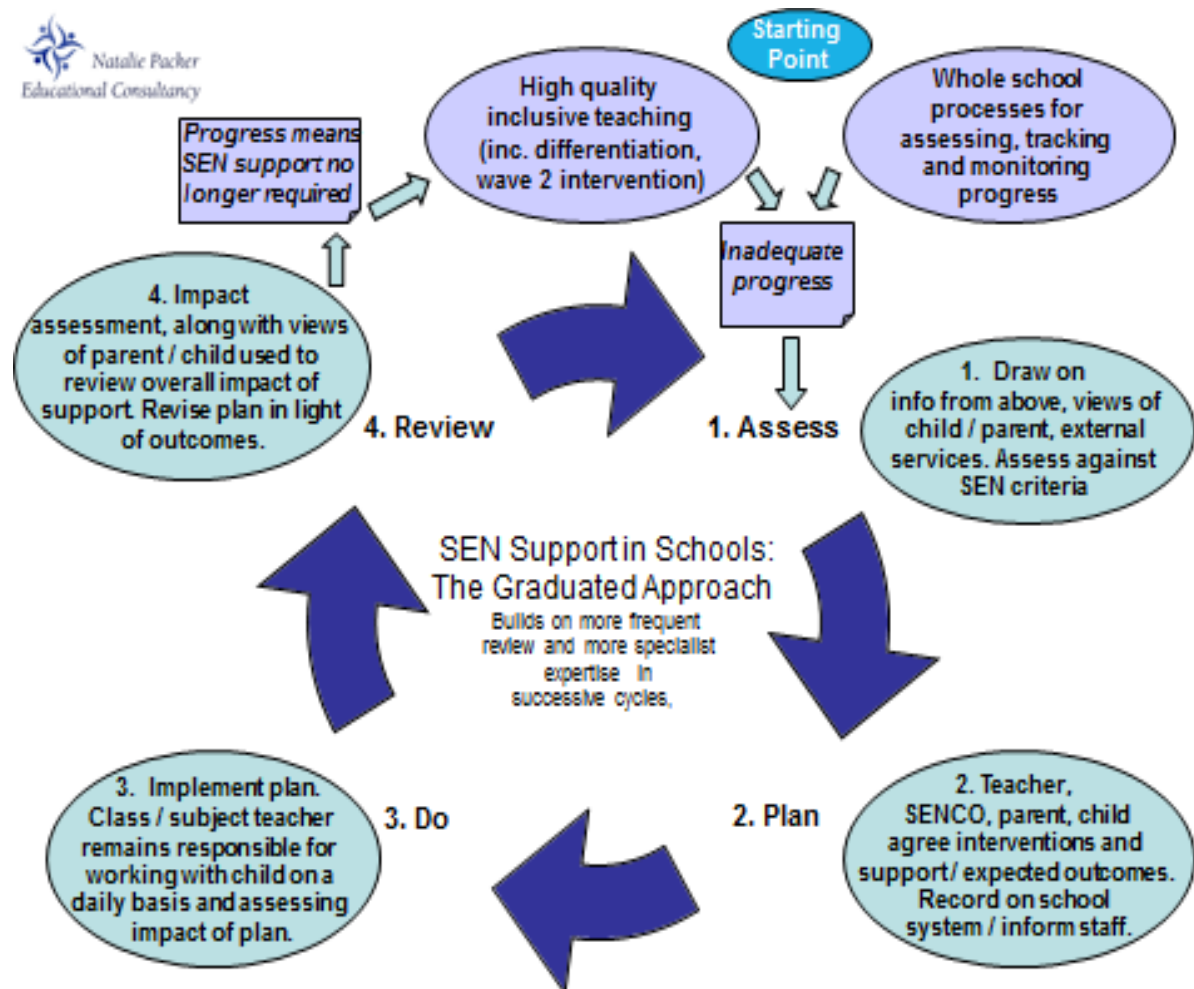 Natalie Packer
Educational Consultancy
Starting
Point
High quality
inclusive teaching
(inc. differentiation,
wave 2 intervention)
Whole school
processes for
assessing, tracking
and monitoring
progress
Progress means
SEN support no
longer required
Inadequate
progress
4. Impact
assessment, along with views
of parent / child used to
review overall impact of
support. Revise plan in light
of outcomes.
4. Review
1. Assess
1. Draw on
info from above, views of
child / parent, external
services. Assess against
SEN criteria
SEN Support in Schools:
The Graduated Approach
Builds on more frequent
review and more specialist
expertise in
successive cycles,
3. Implement plan.
Class / subject teacher
remains responsible for
working with child on a
daily basis and assessing
impact of plan.
3. Do
2. Plan
2. Teacher,
SENCO, parent, child
agree interventions and
support / expected outcomes.
Record on school
system / inform staff.